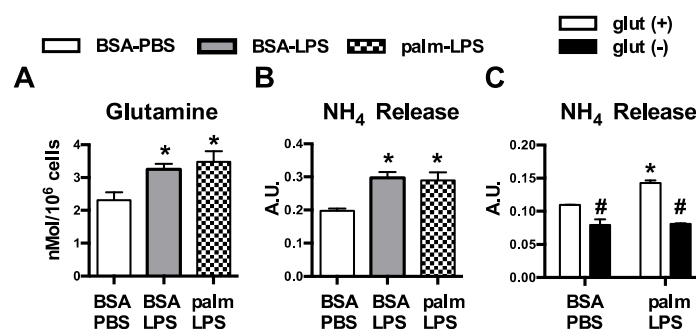 BSA-PBS BSA-LPS palm-LPS glut (+)
glut (-)
A Glutamine
nMol/10⁶ cells
6
4
2
0
* *
BSA PBS
BSA LPS
palm LPS
B NH₄ Release
A.U.
0.4
0.3
0.2
0.1
0.0
* *
BSA PBS
BSA LPS
palm LPS
C NH₄ Release
A.U.
0.20
0.15
0.10
0.05
0.00
# * #
BSA PBS
palm LPS